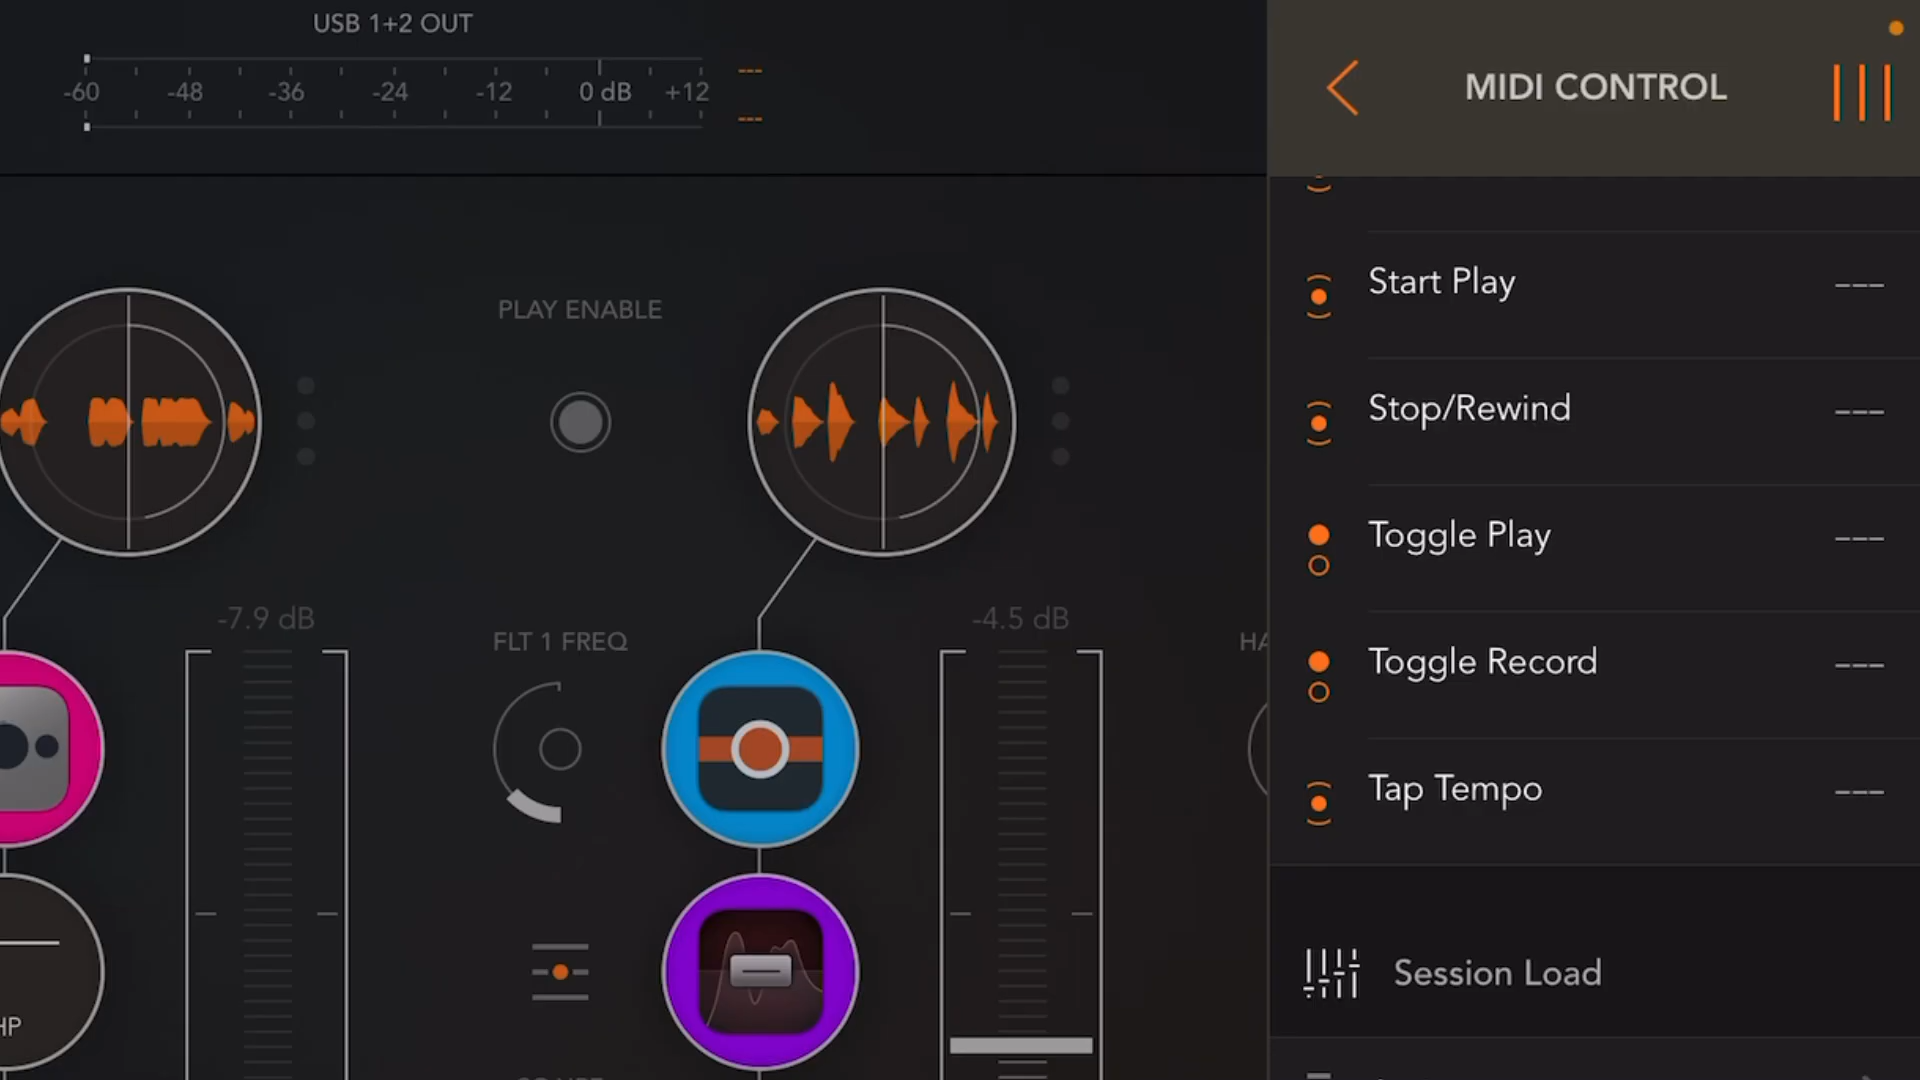 USB 1+2 OUT
-60 -48 -36 -24 -12 0 dB +12
--- 
---
MIDI CONTROL
Start Play ---
Stop/Rewind ---
Toggle Play ---
Toggle Record ---
Tap Tempo ---
Session Load
PLAY ENABLE
-7.9 dB
FLT 1 FREQ
-4.5 dB
HA
HP